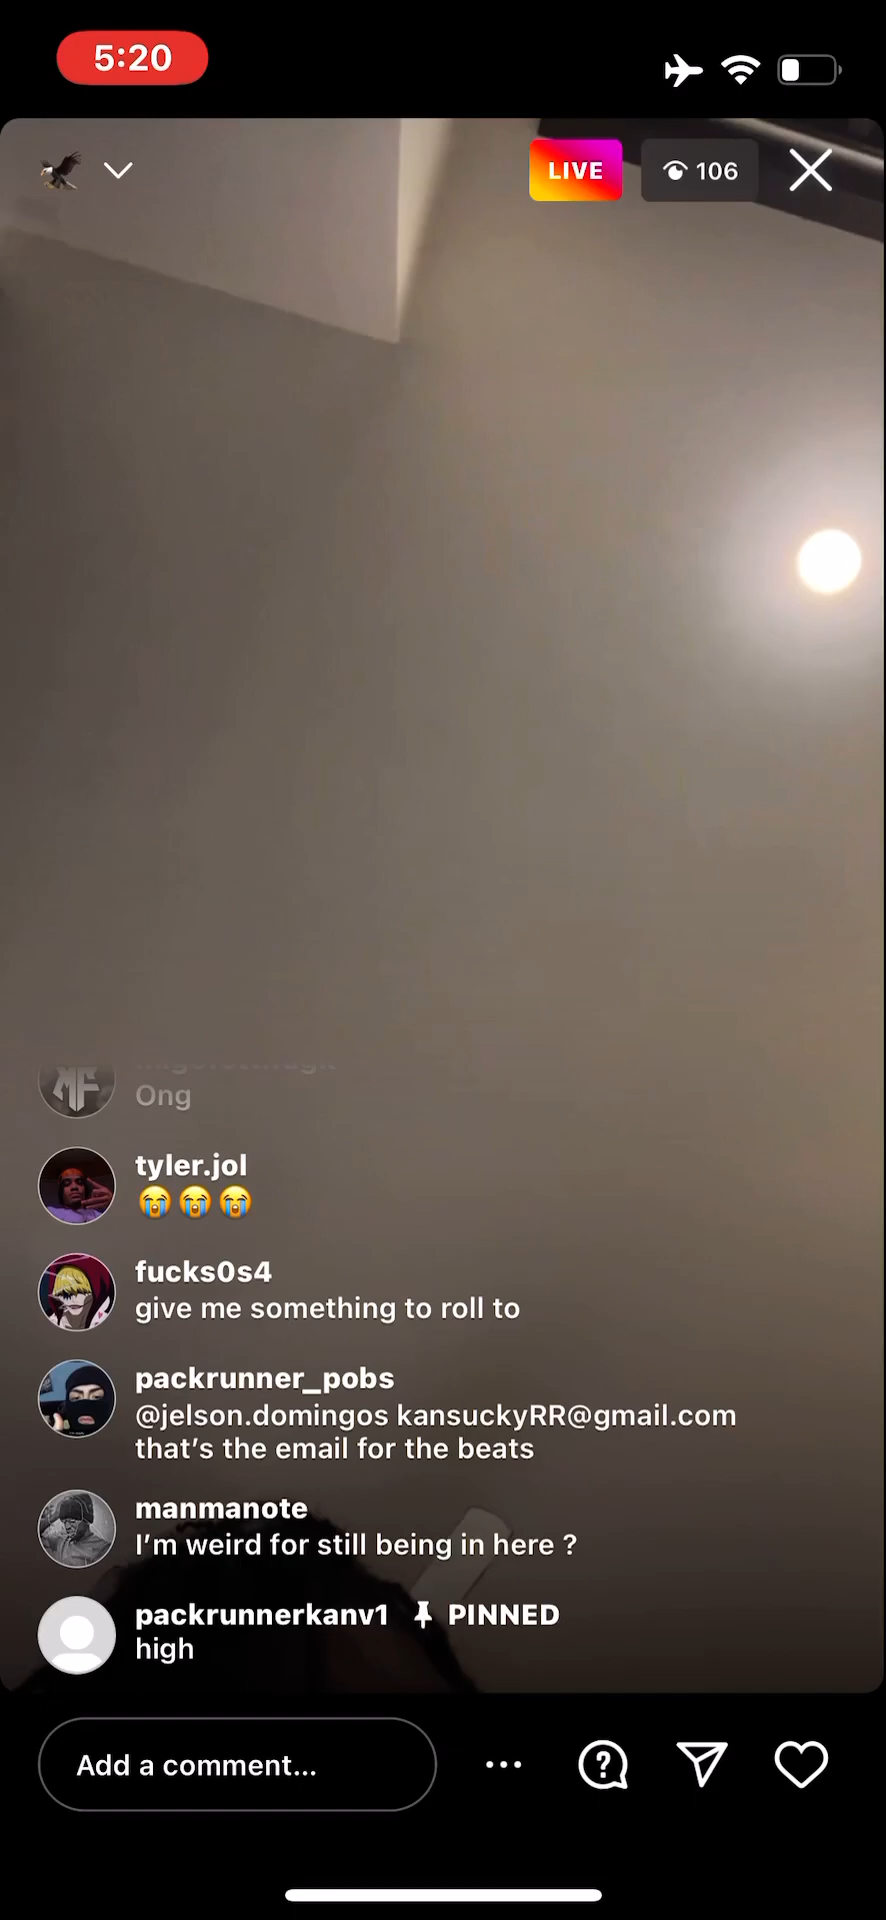 5:20
LIVE
106
Ong
tyler.jol
😭😭😭
fucks0s4
give me something to roll to
packrunner_pobs
@jelson.domingos kansuckyRR@gmail.com
that's the email for the beats
manmanote
I'm weird for still being in here ?
packrunnerkanv1 PINNED
high
Add a comment...